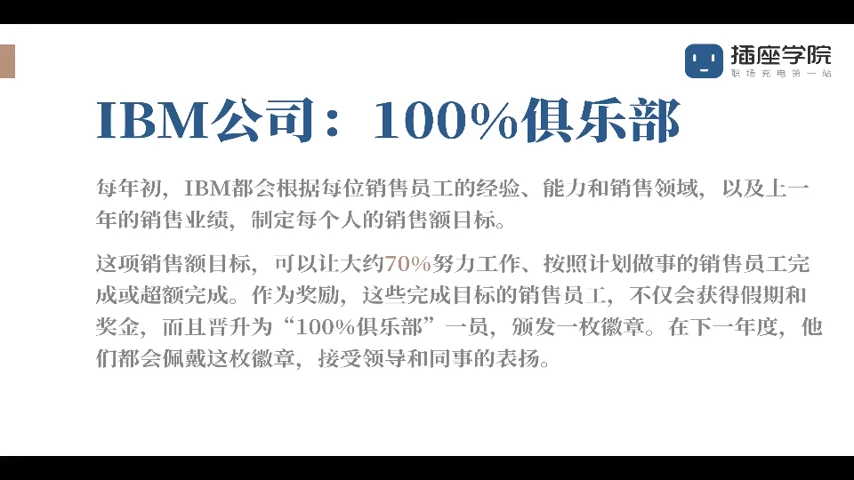 插座学院
职场充电第一站
IBM公司：100%俱乐部
每年初，IBM都会根据每位销售员工的经验、能力和销售领域，以及上一
年的销售业绩，制定每个人的销售额目标。
这项销售额目标，可以让大约70%努力工作、按照计划做事的销售员工完
成或超额完成。作为奖励，这些完成目标的销售员工，不仅会获得假期和
奖金，而且晋升为“100%俱乐部”一员，颁发一枚徽章。在下一年度，他
们都会佩戴这枚徽章，接受领导和同事的表扬。